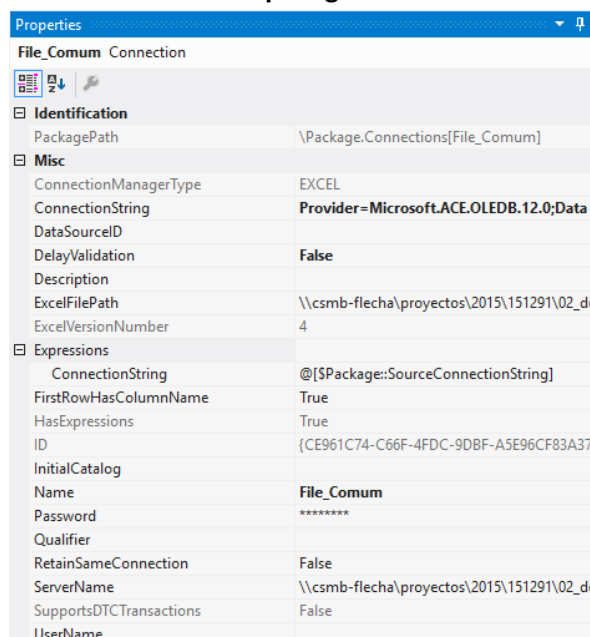 Properties
File_Comum Connection
Identification
PackagePath \Package.Connections[File_Comum]
Misc
ConnectionManagerType EXCEL
ConnectionString Provider=Microsoft.ACE.OLEDB.12.0;Data
DataSourceID
DelayValidation False
Description
ExcelFilePath \\csmb-flecha\proyectos\2015\151291\02_d
ExcelVersionNumber 4
Expressions
ConnectionString @[$Package::SourceConnectionString]
FirstRowHasColumnName True
HasExpressions True
ID {CE961C74-C66F-4FDC-9DBF-A5E96CF83A37
InitialCatalog
Name File_Comum
Password ********
Qualifier
RetainSameConnection False
ServerName \\csmb-flecha\proyectos\2015\151291\02_d
SupportsDTCTransactions False
UserName